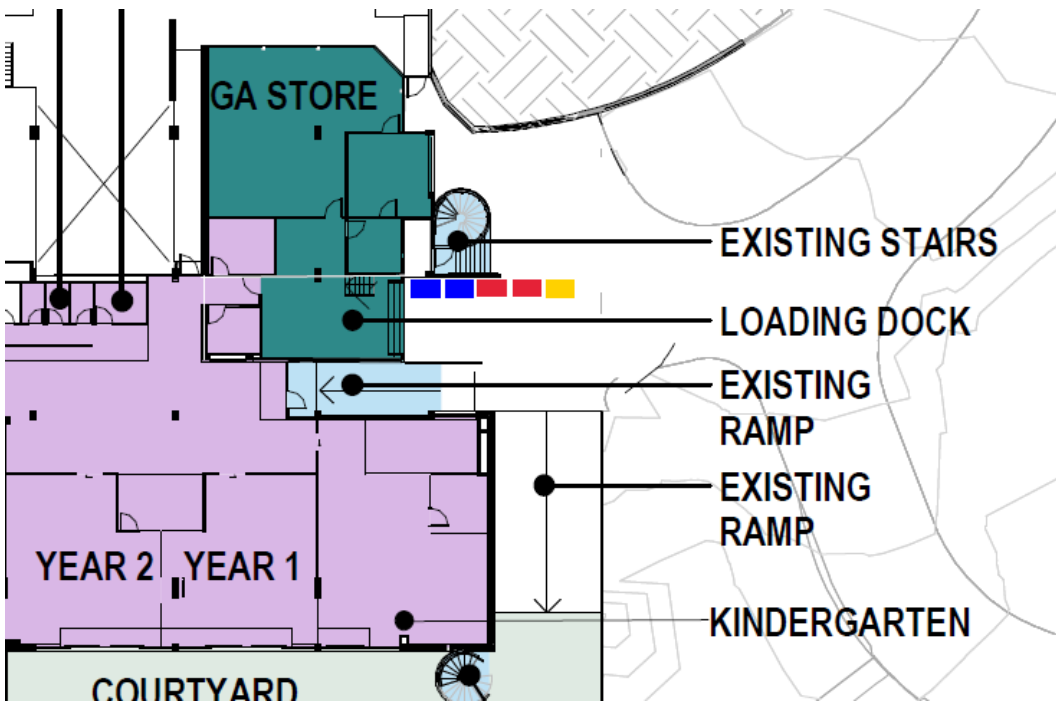 GA STORE
EXISTING STAIRS
LOADING DOCK
EXISTING
RAMP
EXISTING
RAMP
YEAR 2
YEAR 1
KINDERGARTEN
COURTYARD